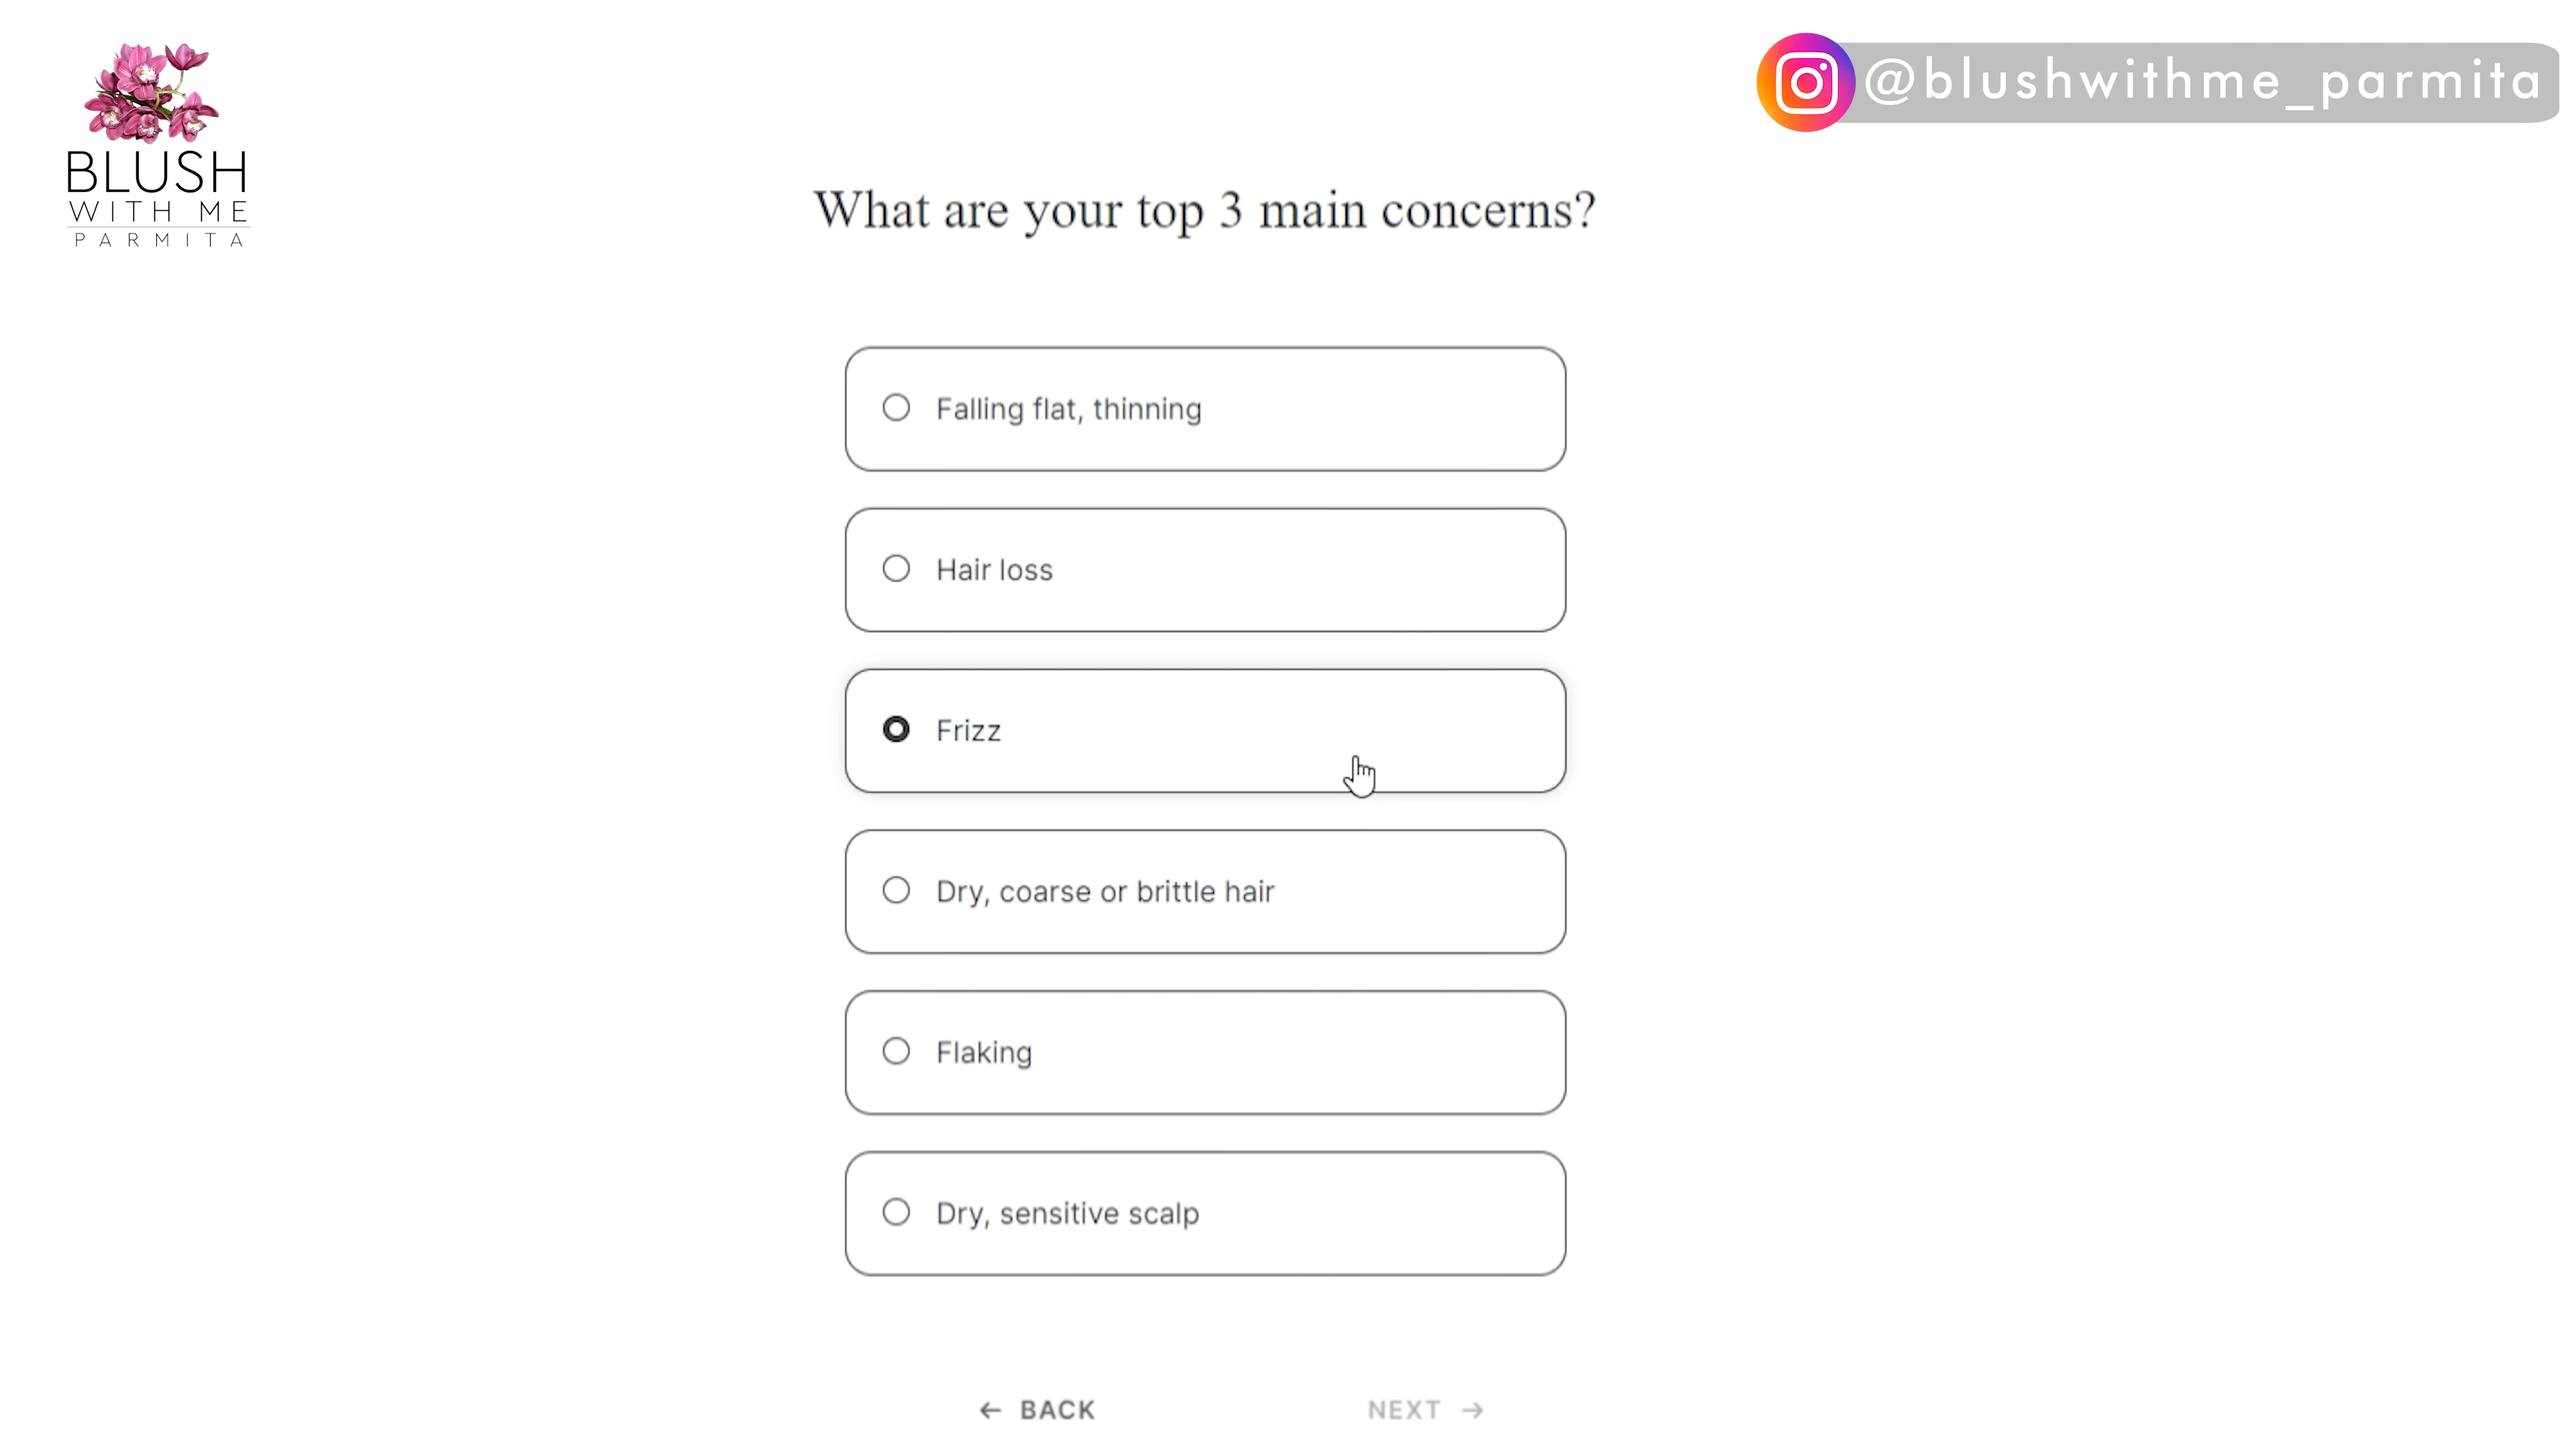 BLUSH
WITH ME
PARMITA
@blushwithme_parmita
What are your top 3 main concerns?
Falling flat, thinning
Hair loss
Frizz
Dry, coarse or brittle hair
Flaking
Dry, sensitive scalp
← BACK
NEXT →